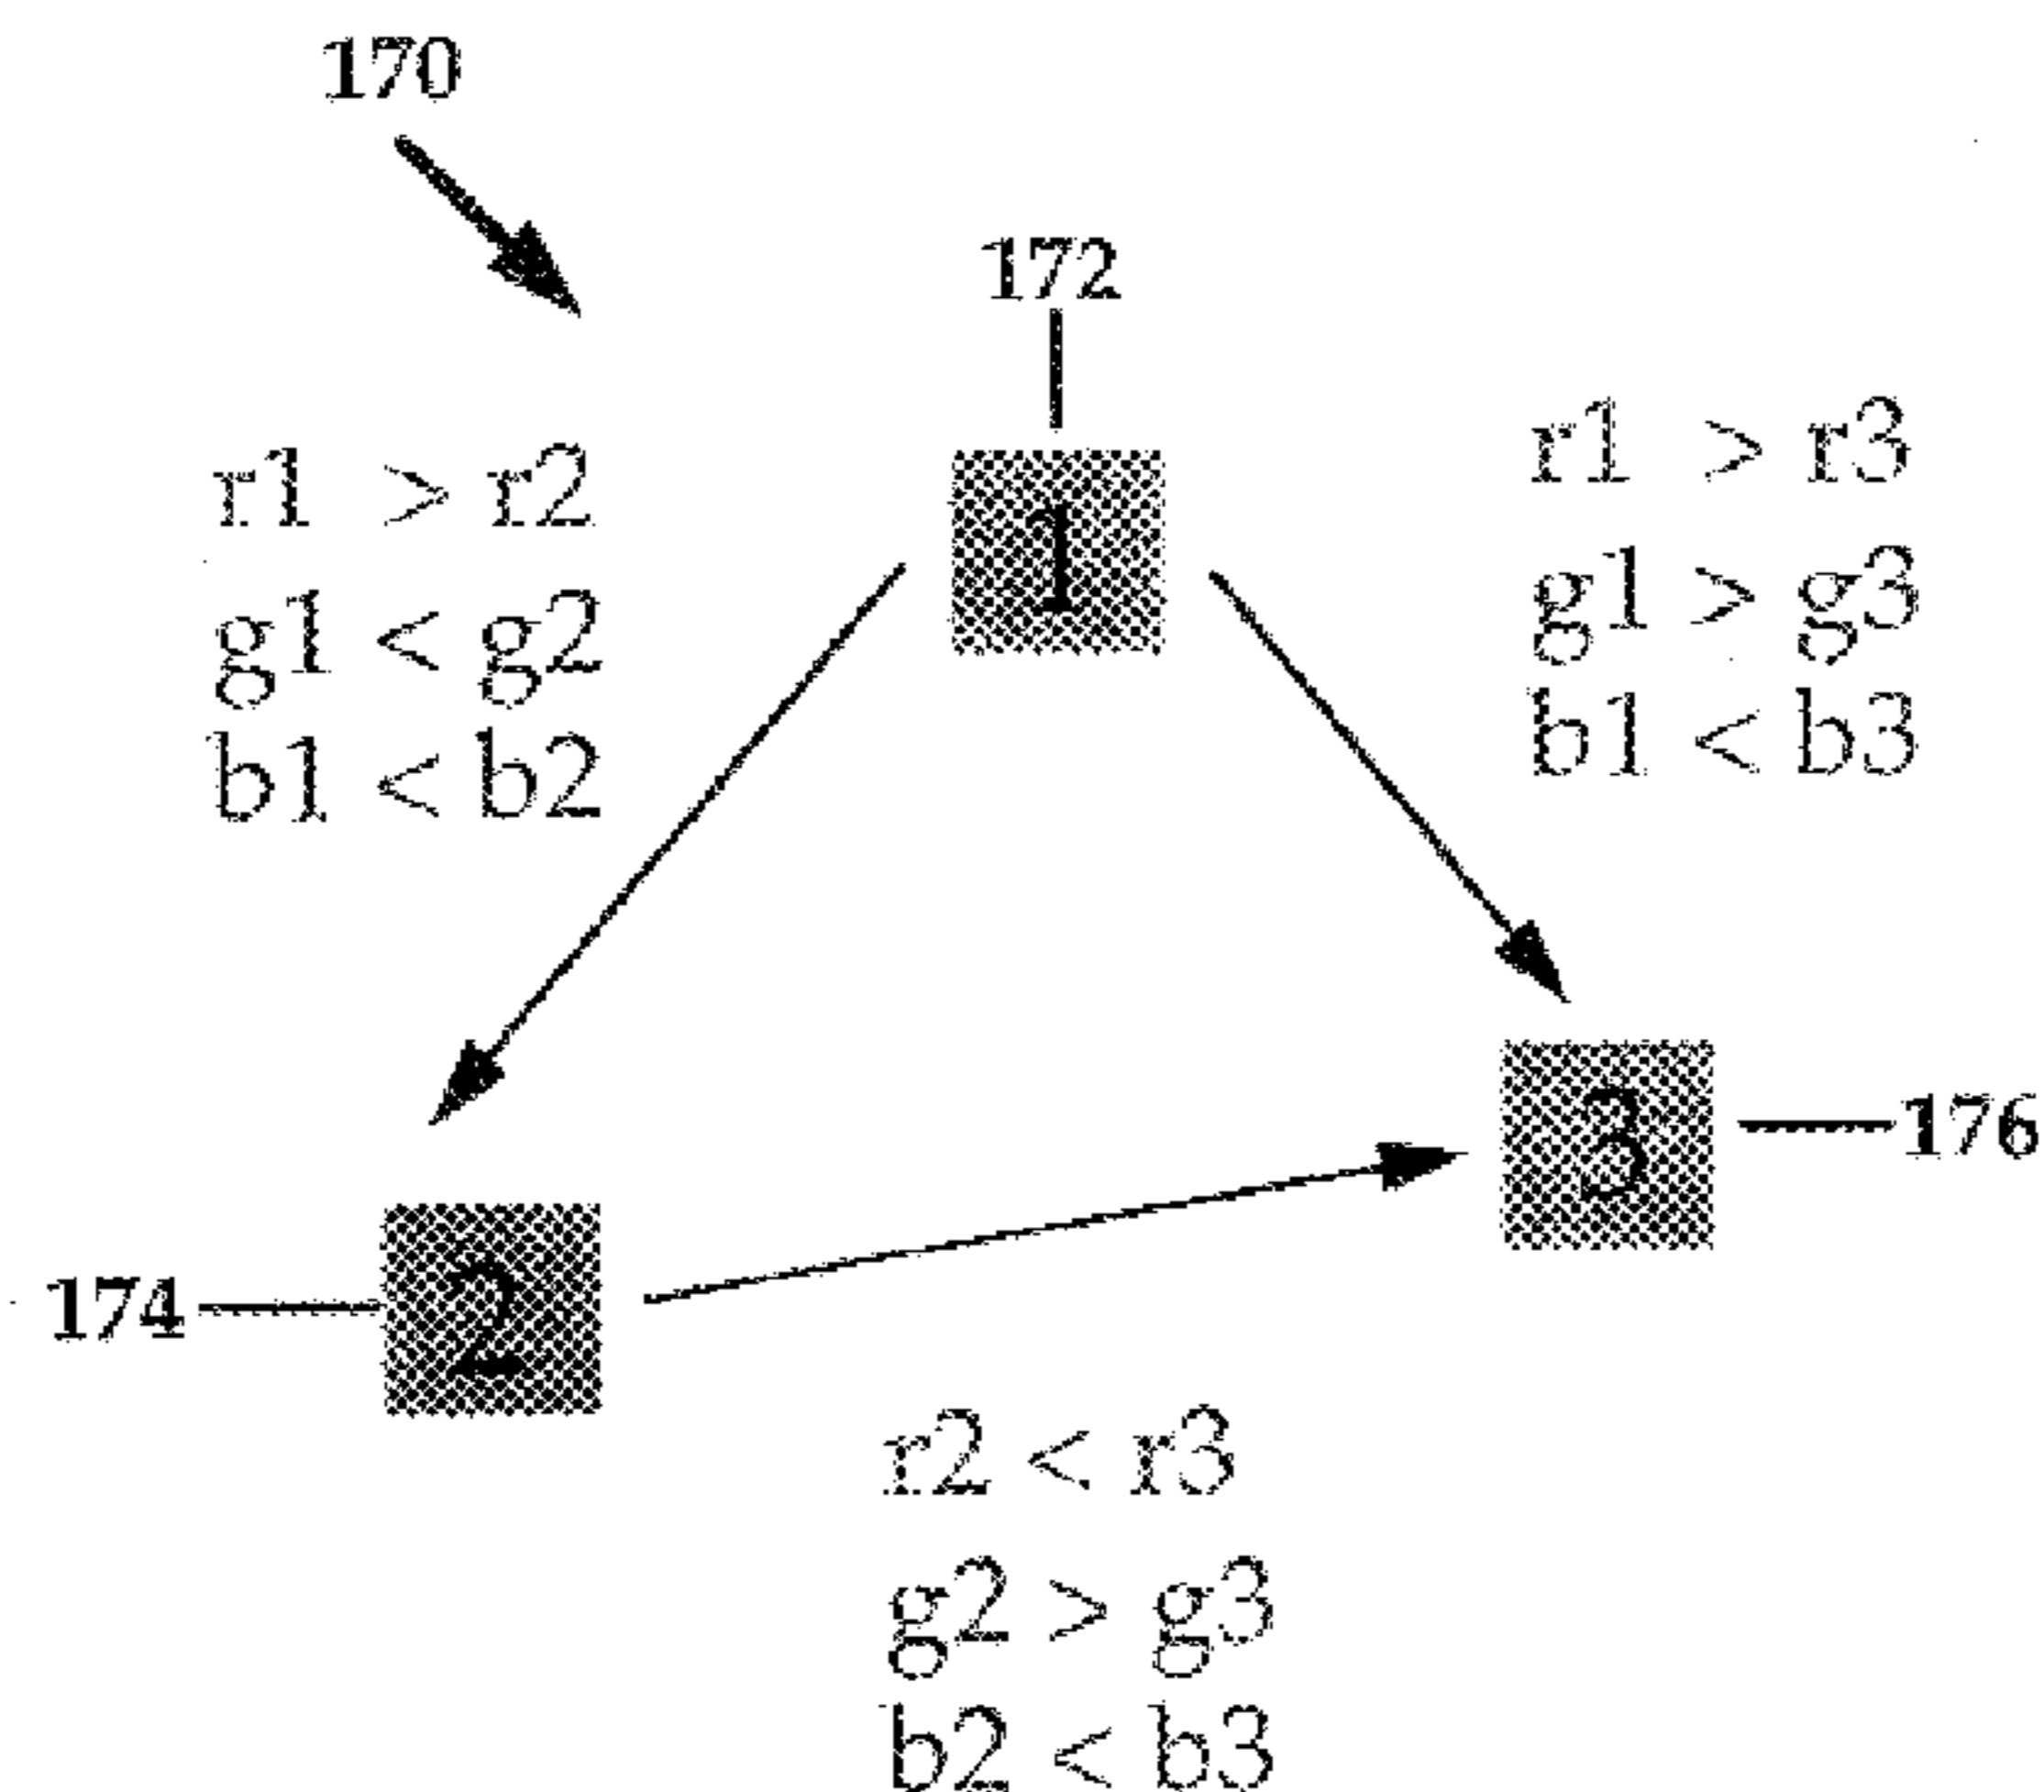 170
172
r1 > r2
g1 < g2
b1 < b2
1
r1 > r3
g1 > g3
b1 < b3
3
176
174
2
r2 < r3
g2 > g3
b2 < b3